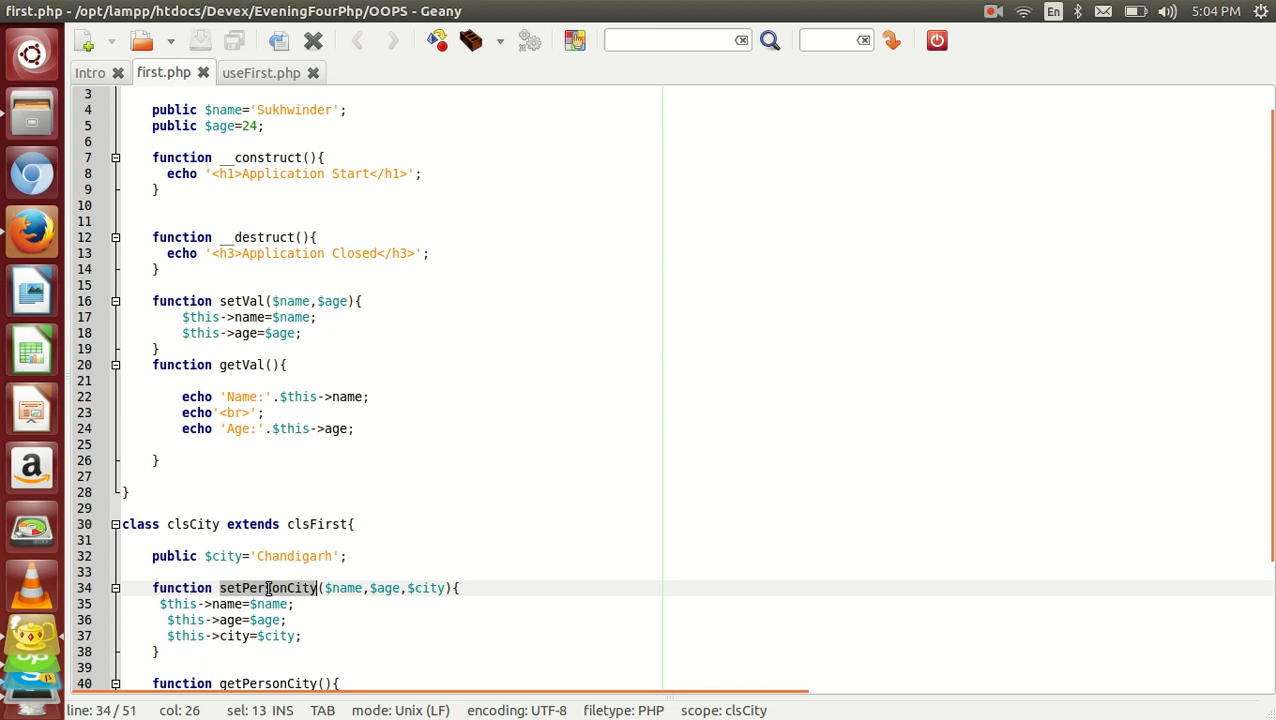 first.php - /opt/lampp/htdocs/Devex/EveningFourPhp/OOPS - Geany
En
5:04 PM
Intro
first.php
useFirst.php
3
4 public $name='Sukhwinder';
5 public $age=24;
6
7 function __construct(){
8 echo '<h1>Application Start</h1>';
9 }
10
11
12 function __destruct(){
13 echo '<h3>Application Closed</h3>';
14 }
15
16 function setVal($name,$age){
17 $this->name=$name;
18 $this->age=$age;
19 }
20 function getVal(){
21
22 echo 'Name:'.$this->name;
23 echo'<br>';
24 echo 'Age:'.$this->age;
25
26 }
27
28 }
29
30 class clsCity extends clsFirst{
31
32 public $city='Chandigarh';
33
34 function setPersonCity($name,$age,$city){
35 $this->name=$name;
36 $this->age=$age;
37 $this->city=$city;
38 }
39
40 function getPersonCity(){
line: 34 / 51 col: 26 sel: 13 INS TAB mode: Unix (LF) encoding: UTF-8 filetype: PHP scope: clsCity